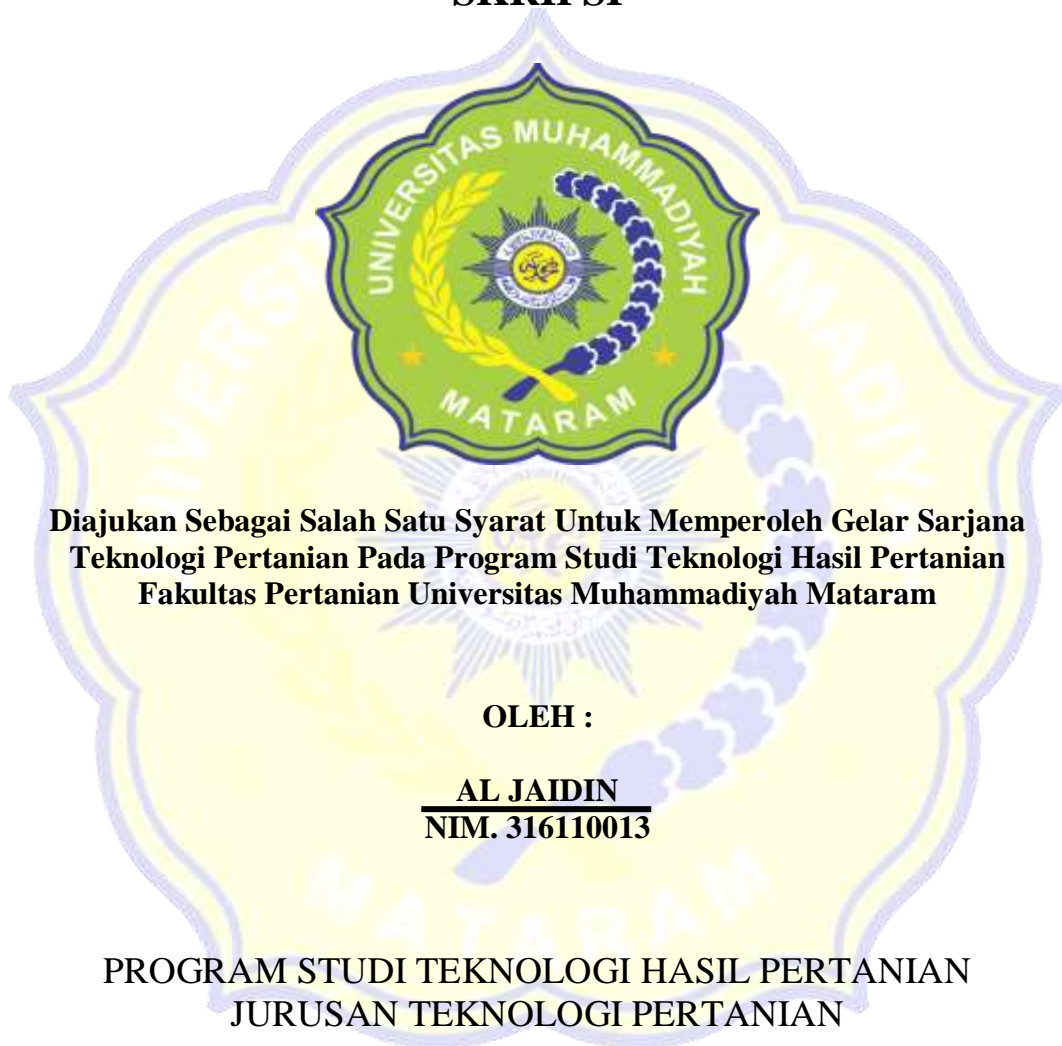 SKRIPSI
UNIVERSITAS MUHAMMADIYAH
MATARAM
Diajukan Sebagai Salah Satu Syarat Untuk Memperoleh Gelar Sarjana
Teknologi Pertanian Pada Program Studi Teknologi Hasil Pertanian
Fakultas Pertanian Universitas Muhammadiyah Mataram
OLEH :
AL JAIDIN
NIM. 316110013
PROGRAM STUDI TEKNOLOGI HASIL PERTANIAN
JURUSAN TEKNOLOGI PERTANIAN